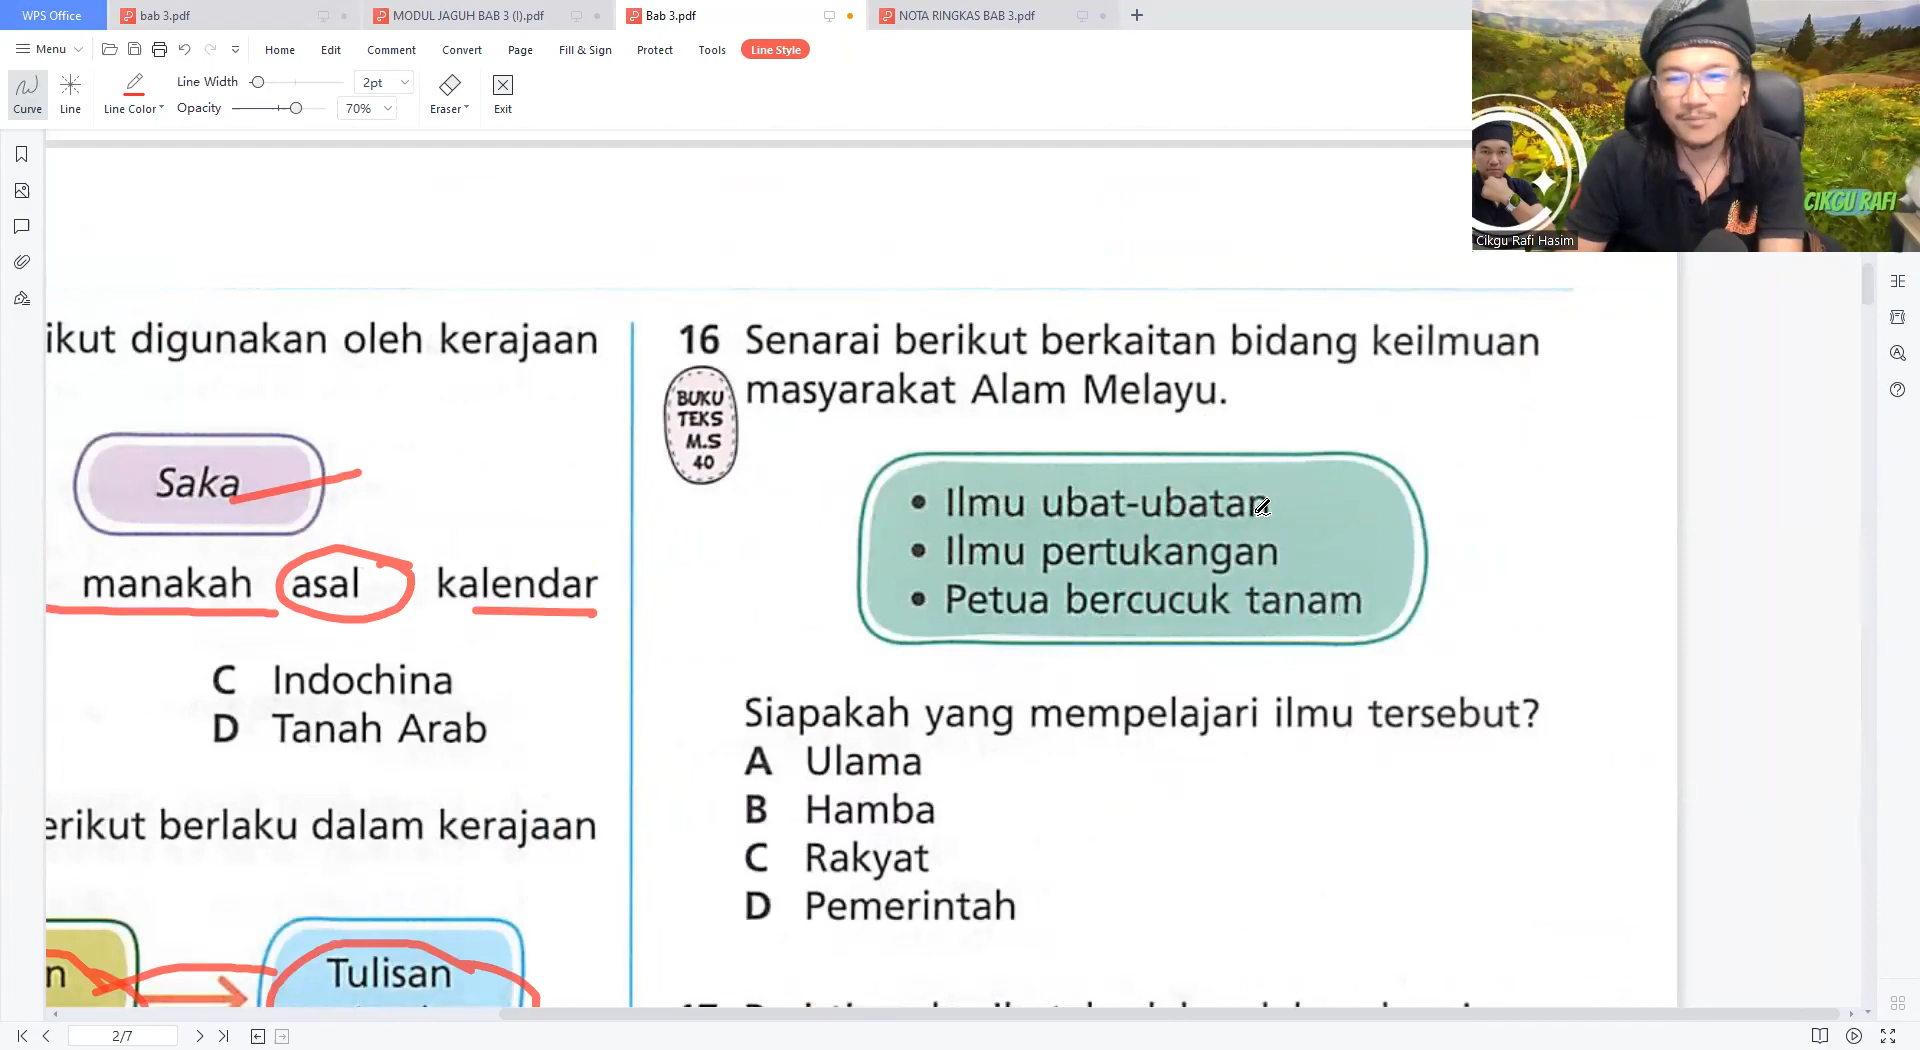 WPS Office
bab 3.pdf
MODUL JAGUH BAB 3 (I).pdf
Bab 3.pdf
NOTA RINGKAS BAB 3.pdf
Menu
Home
Edit
Comment
Convert
Page
Fill & Sign
Protect
Tools
Line Style
Curve
Line
Line Color
Line Width
2pt
Opacity
70%
Eraser
Exit
CIKGU RAFI
Cikgu Rafi Hasim
ikut digunakan oleh kerajaan
Saka
manakah asal kalendar
C Indochina
D Tanah Arab
erikut berlaku dalam kerajaan
n
Tulisan
16 Senarai berikut berkaitan bidang keilmuan
masyarakat Alam Melayu.
BUKU
TEKS
M.S
40
• Ilmu ubat-ubatan
• Ilmu pertukangan
• Petua bercucuk tanam
Siapakah yang mempelajari ilmu tersebut?
A Ulama
B Hamba
C Rakyat
D Pemerintah
2/7